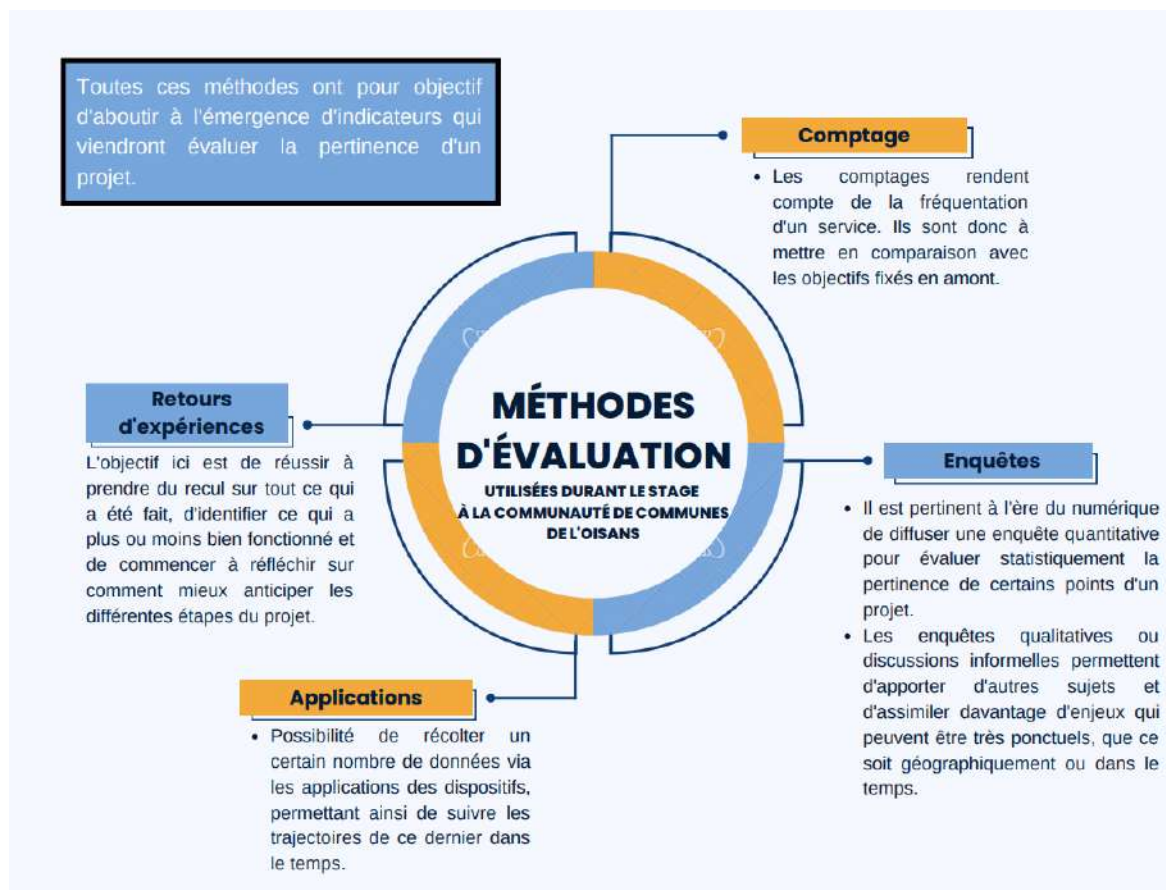 Toutes ces méthodes ont pour objectif
d'aboutir à l'émergence d'indicateurs qui
viendront évaluer la pertinence d'un
projet.
Comptage
• Les comptages rendent
compte de la fréquentation
d'un service. Ils sont donc à
mettre en comparaison avec
les objectifs fixés en amont.
MÉTHODES
D'ÉVALUATION
UTILISÉES DURANT LE STAGE
À LA COMMUNAUTÉ DE COMMUNES
DE L'OISANS
Retours
d'expériences
L'objectif ici est de réussir à
prendre du recul sur tout ce qui
a été fait, d'identifier ce qui a
plus ou moins bien fonctionné et
de commencer à réfléchir sur
comment mieux anticiper les
différentes étapes du projet.
Enquêtes
• Il est pertinent à l'ère du numérique
de diffuser une enquête quantitative
pour évaluer statistiquement la
pertinence de certains points d'un
projet.
• Les enquêtes qualitatives ou
discussions informelles permettent
d'apporter d'autres sujets et
d'assimiler davantage d'enjeux qui
peuvent être très ponctuels, que ce
soit géographiquement ou dans le
temps.
Applications
• Possibilité de récolter un
certain nombre de données via
les applications des dispositifs,
permettant ainsi de suivre les
trajectoires de ce dernier dans
le temps.